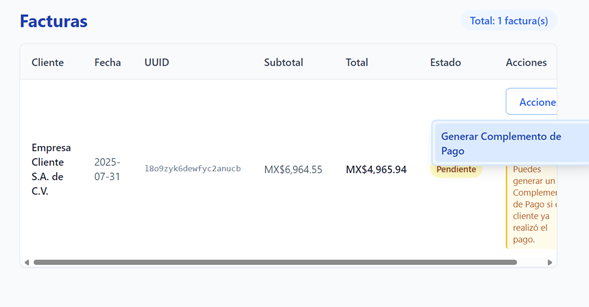 Facturas
Total: 1 factura(s)
Cliente Fecha UUID Subtotal Total Estado Acciones
Accione
Generar Complemento de
Pago
Empresa
Cliente
S.A. de
C.V.
2025-
07-31
18o9zyk6dewfyc2anucb
MX$6,964.55
MX$4,965.94
Pendiente
Puedes
generar un
Complemen
de Pago si e
cliente ya
realizó el
pago.